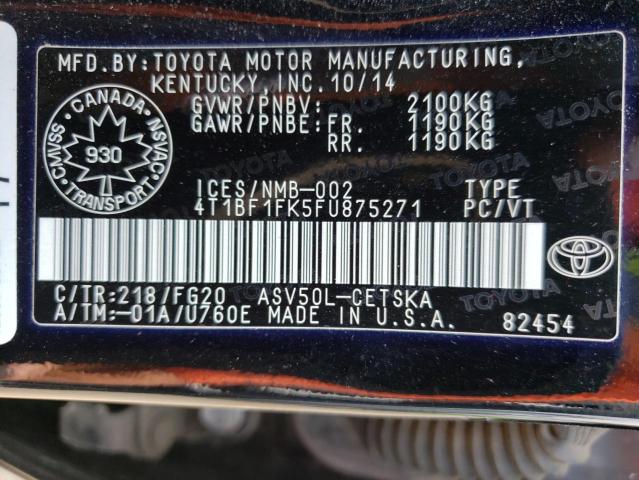 MFD.BY:TOYOTA MOTOR MANUFACTURING,
KENTUCKY, INC. 10/14
GVWR/PNBV: 2100KG
GAWR/PNBE:FR. 1190KG
RR. 1190KG
CANADA
930
TRANSPORT
CMVSS
NSVAC
ICES/NMB-002 TYPE
4T1BF1FK5FU875271 PC/VT
C/TR:218/FG20 ASV50L-CETSKA
A/TM:-01A/U760E MADE IN U.S.A. 82454
TOYOTA